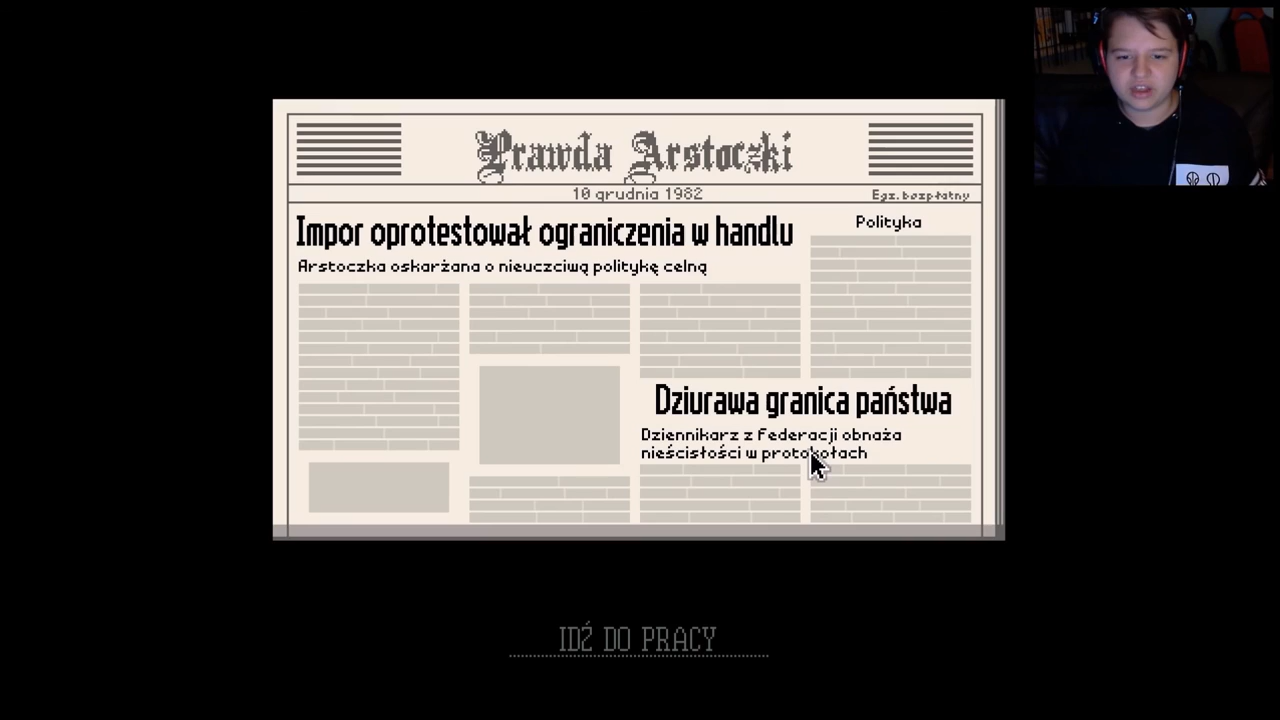 Prawda Arstoczki
10 grudnia 1982
Egz. bezpłatny
Impor oprotestował ograniczenia w handlu
Arstoczka oskarżana o nieuczciwą politykę celną
Polityka
Dziurawa granica państwa
Dziennikarz z Federacji obnaża
nieścisłości w protokołach
IDŹ DO PRACY